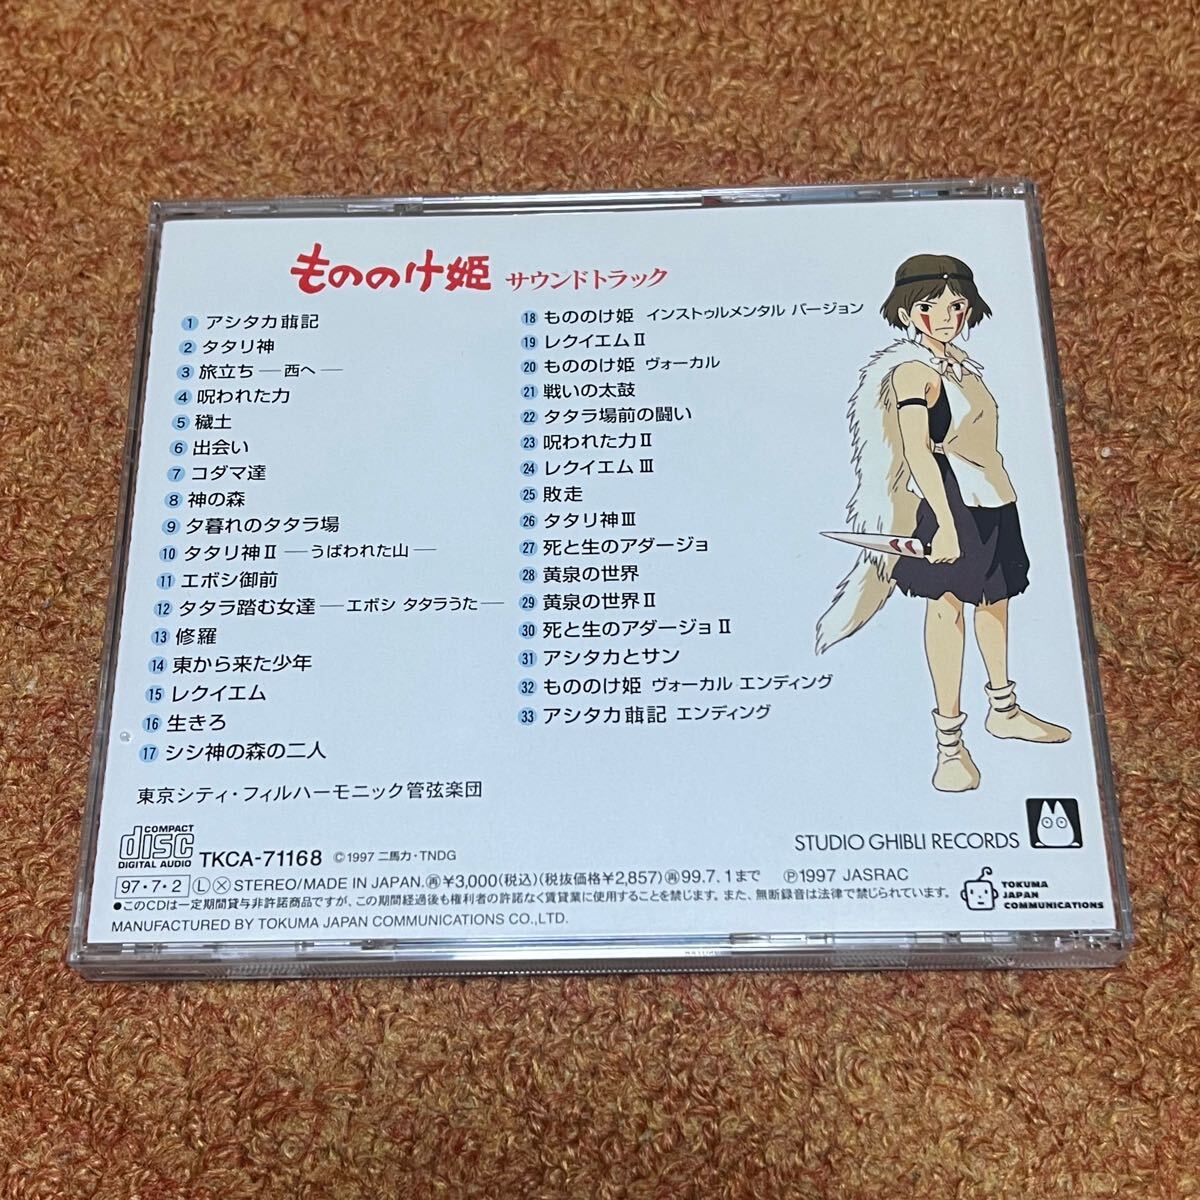 もののけ姫 サウンドトラック
1 アシタカ𦻙記
2 タタリ神
3 旅立ち ―西へ―
4 呪われた力
5 穢土
6 出会い
7 コダマ達
8 神の森
9 夕暮れのタタラ場
10 タタリ神Ⅱ ―うばわれた山―
11 エボシ御前
12 タタラ踏む女達 ―エボシ タタラうた―
13 修羅
14 東から来た少年
15 レクイエム
16 生きろ
17 シシ神の森の二人
18 もののけ姫 インストゥルメンタル バージョン
19 レクイエムⅡ
20 もののけ姫 ヴォーカル
21 戦いの太鼓
22 タタラ場前の闘い
23 呪われた力Ⅱ
24 レクイエム Ⅲ
25 敗走
26 タタリ神Ⅲ
27 死と生のアダージョ
28 黄泉の世界
29 黄泉の世界Ⅱ
30 死と生のアダージョⅡ
31 アシタカとサン
32 もののけ姫 ヴォーカル エンディング
33 アシタカ𦻙記 エンディング
東京シティ・フィルハーモニック管弦楽団
COMPACT disc DIGITAL AUDIO
TKCA-71168 ©1997 二馬力・TNDG
STUDIO GHIBLI RECORDS
97・7・2 Ⓛ Ⓧ STEREO/MADE IN JAPAN. ㊢¥3,000(税込)(税抜価格¥2,857)㊢99.7.1まで ℗1997 JASRAC
●このCDは一定期間貸与非許諾商品ですが、この期間経過後も権利者の許諾なく賃貸業に使用することを禁じます。また、無断録音は法律で禁じられています。
MANUFACTURED BY TOKUMA JAPAN COMMUNICATIONS CO.,LTD.
TOKUMA
JAPAN
COMMUNICATIONS